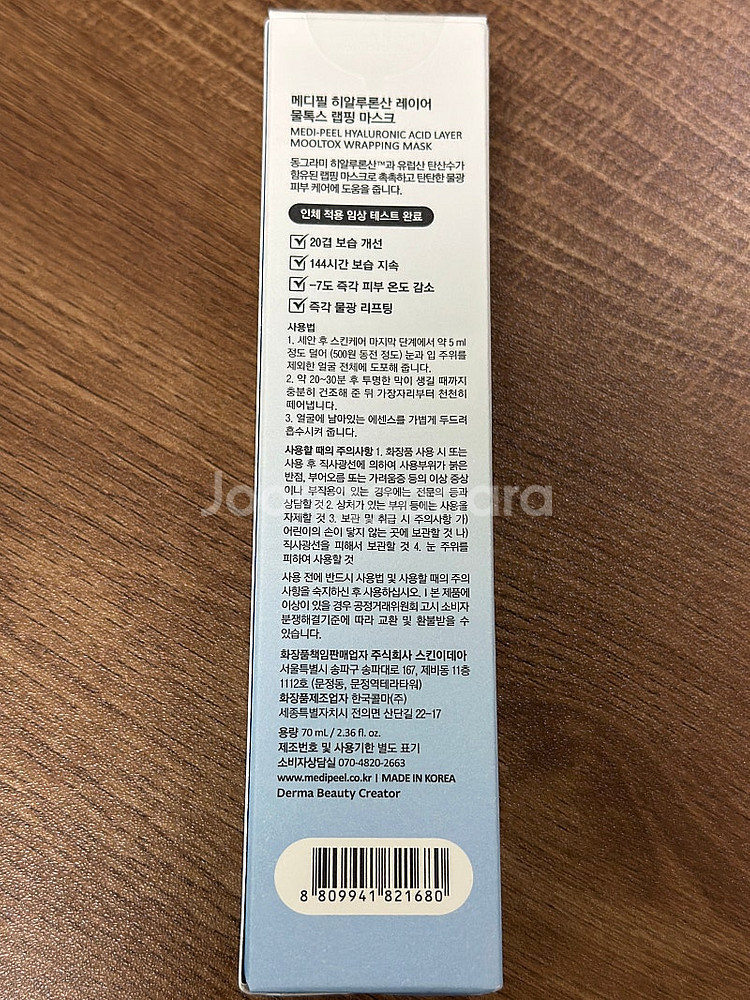 메디필 히알루론산 레이어
물톡스 랩핑 마스크
MEDI-PEEL HYALURONIC ACID LAYER
MOOLTOX WRAPPING MASK
동그라미 히알루론산™과 유럽산 탄산수가
함유된 랩핑 마스크로 촉촉하고 탄탄한 물광
피부 케어에 도움을 줍니다.
인체 적용 임상 테스트 완료
20겹 보습 개선
144시간 보습 지속
-7도 즉각 피부 온도 감소
즉각 물광 리프팅
사용법
1. 세안 후 스킨케어 마지막 단계에서 약 5 ml
정도 덜어 (500원 동전 정도) 눈과 입 주위를
제외한 얼굴 전체에 도포해 줍니다.
2. 약 20~30분 후 투명한 막이 생길 때까지
충분히 건조해 준 뒤 가장자리부터 천천히
떼어냅니다.
3. 얼굴에 남아있는 에센스를 가볍게 두드려
흡수시켜 줍니다.
사용할 때의 주의사항 1. 화장품 사용 시 또는
사용 후 직사광선에 의하여 사용부위가 붉은
반점, 부어오름 또는 가려움증 등의 이상 증상
이나 부작용이 있는 경우에는 전문의 등과
상담할 것 2. 상처가 있는 부위 등에는 사용을
자제할 것 3. 보관 및 취급 시 주의사항 가)
어린이의 손이 닿지 않는 곳에 보관할 것 나)
직사광선을 피해서 보관할 것 4. 눈 주위를
피하여 사용할 것
사용 전에 반드시 사용법 및 사용할 때의 주의
사항을 숙지하신 후 사용하십시오. I 본 제품에
이상이 있을 경우 공정거래위원회 고시 소비자
분쟁해결기준에 따라 교환 및 환불받을 수
있습니다.
화장품책임판매업자 주식회사 스킨이데아
서울특별시 송파구 송파대로 167, 제비동 11층
1112호 (문정동, 문정역테라타워)
화장품제조업자 한국콜마(주)
세종특별자치시 전의면 산단길 22-17
용량 70 mL / 2.36 fl. oz.
제조번호 및 사용기한 별도 표기
소비자상담실 070-4820-2663
www.medipeel.co.kr I MADE IN KOREA
Derma Beauty Creator
8 809941 821680